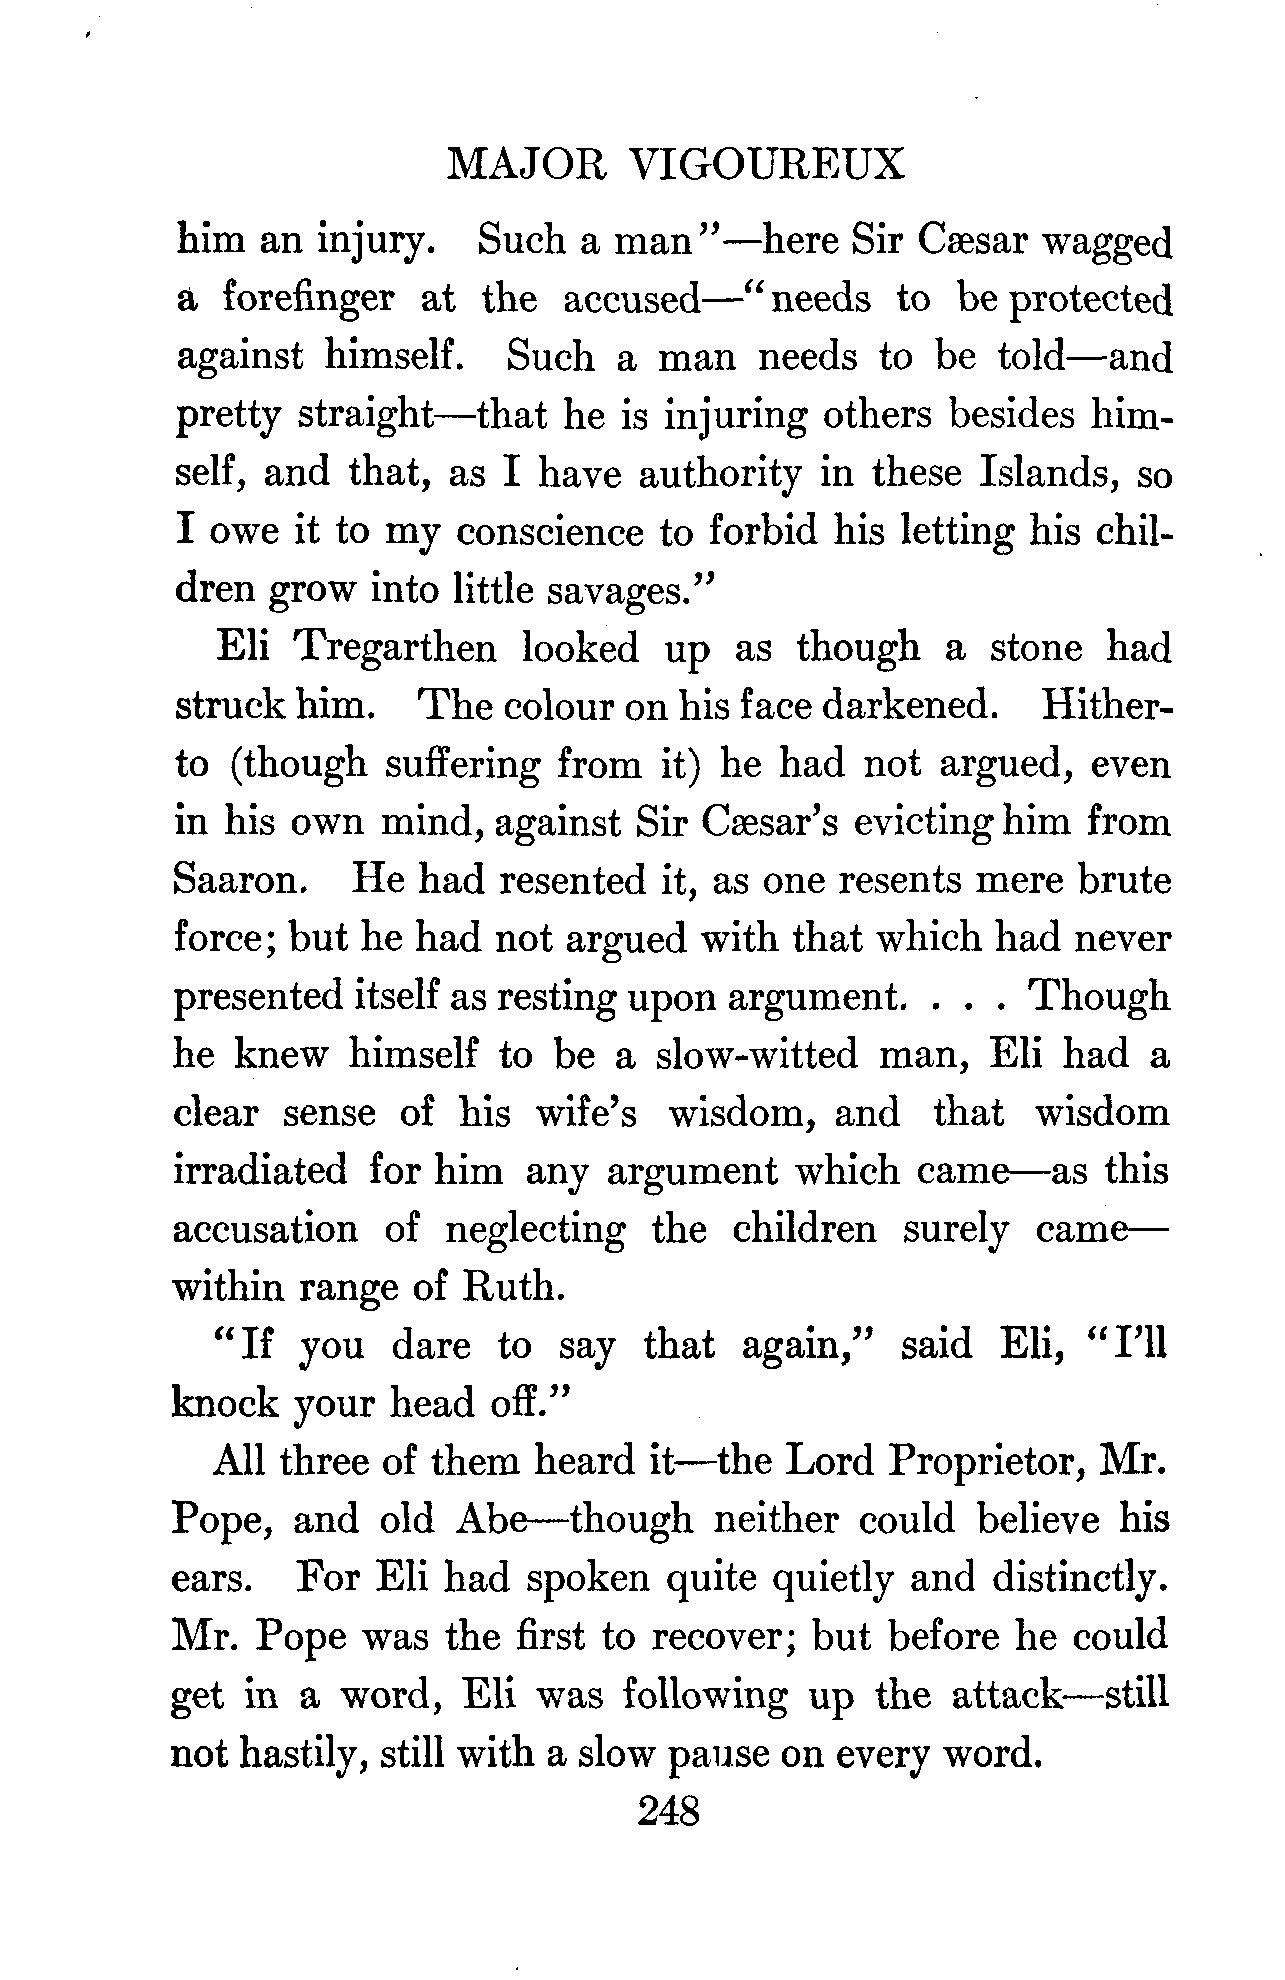 MAJOR VIGOUREUX
him an injury. Such a man"—here Sir Cæsar wagged
a forefinger at the accused—"needs to be protected
against himself. Such a man needs to be told—and
pretty straight—that he is injuring others besides him-
self, and that, as I have authority in these Islands, so
I owe it to my conscience to forbid his letting his chil-
dren grow into little savages."
Eli Tregarthen looked up as though a stone had
struck him. The colour on his face darkened. Hither-
to (though suffering from it) he had not argued, even
in his own mind, against Sir Cæsar's evicting him from
Saaron. He had resented it, as one resents mere brute
force; but he had not argued with that which had never
presented itself as resting upon argument. . . . Though
he knew himself to be a slow-witted man, Eli had a
clear sense of his wife's wisdom, and that wisdom
irradiated for him any argument which came—as this
accusation of neglecting the children surely came—
within range of Ruth.
"If you dare to say that again," said Eli, "I'll
knock your head off."
All three of them heard it—the Lord Proprietor, Mr.
Pope, and old Abe—though neither could believe his
ears. For Eli had spoken quite quietly and distinctly.
Mr. Pope was the first to recover; but before he could
get in a word, Eli was following up the attack—still
not hastily, still with a slow pause on every word.
248